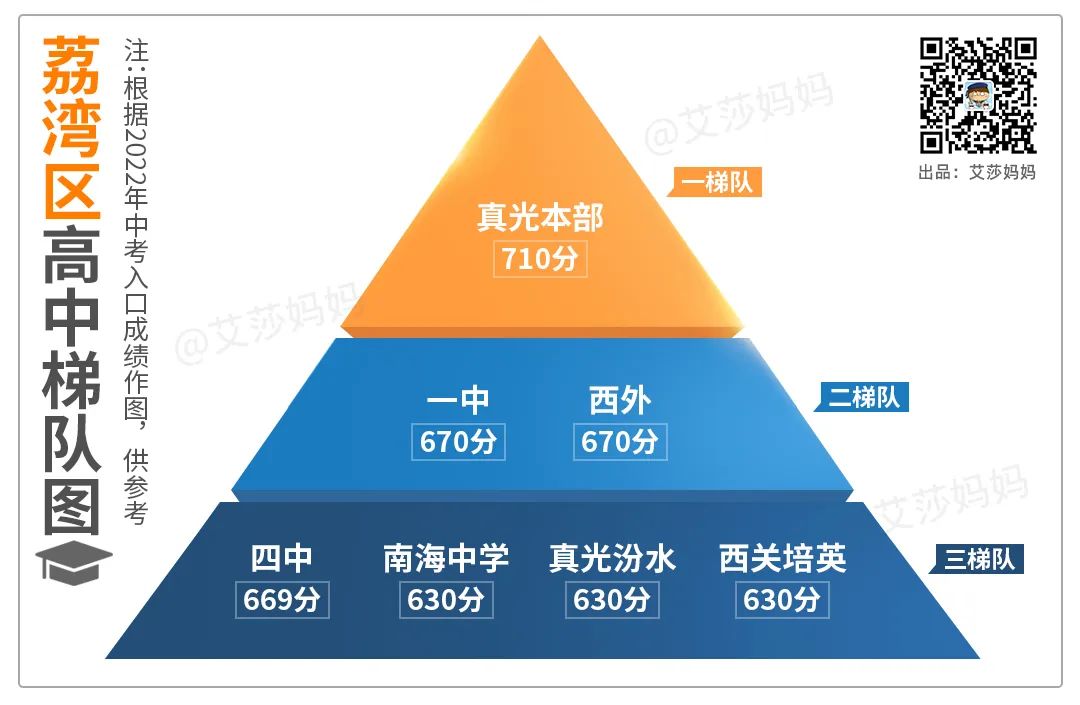 荔湾区高中梯队图
注：根据2022年中考入口成绩作图，供参考
@艾莎妈妈
出品：艾莎妈妈
一梯队
真光本部
710分
@艾莎妈妈
二梯队
一中 西外
670分 670分
@艾莎妈妈
三梯队
四中 南海中学 真光汾水 西关培英
669分 630分 630分 630分